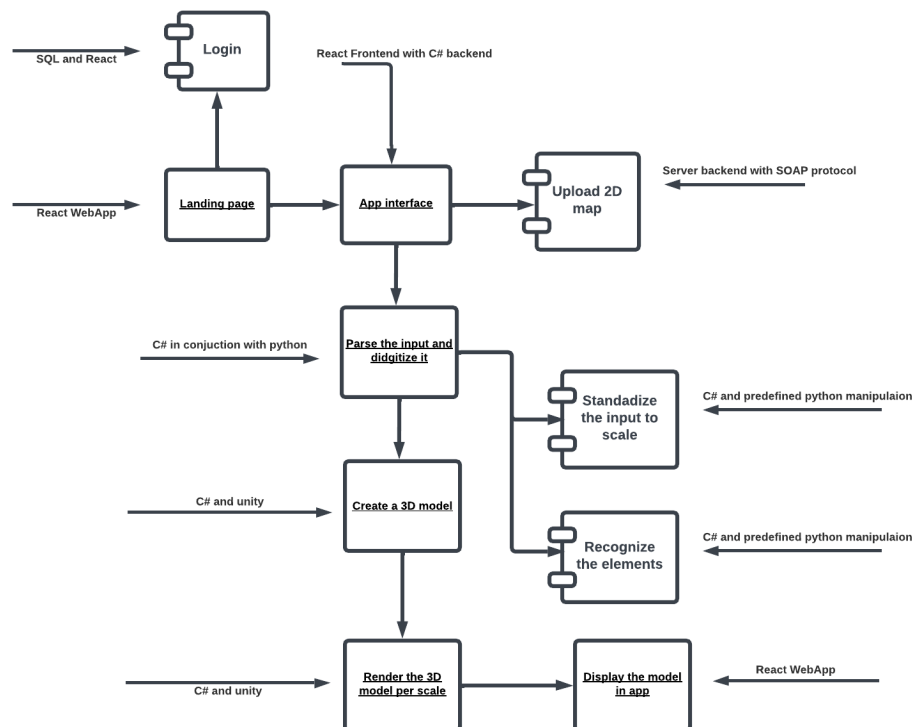 Login
SQL and React
React Frontend with C# backend
Server backend with SOAP protocol
Upload 2D
map
Landing page
App interface
React WebApp
Parse the input and
didgitize it
C# in conjuction with python
Standadize
the input to
scale
C# and predefined python manipulaion
C# and unity
Create a 3D model
Recognize
the elements
C# and predefined python manipulaion
Render the 3D
model per scale
Display the model
in app
React WebApp
C# and unity